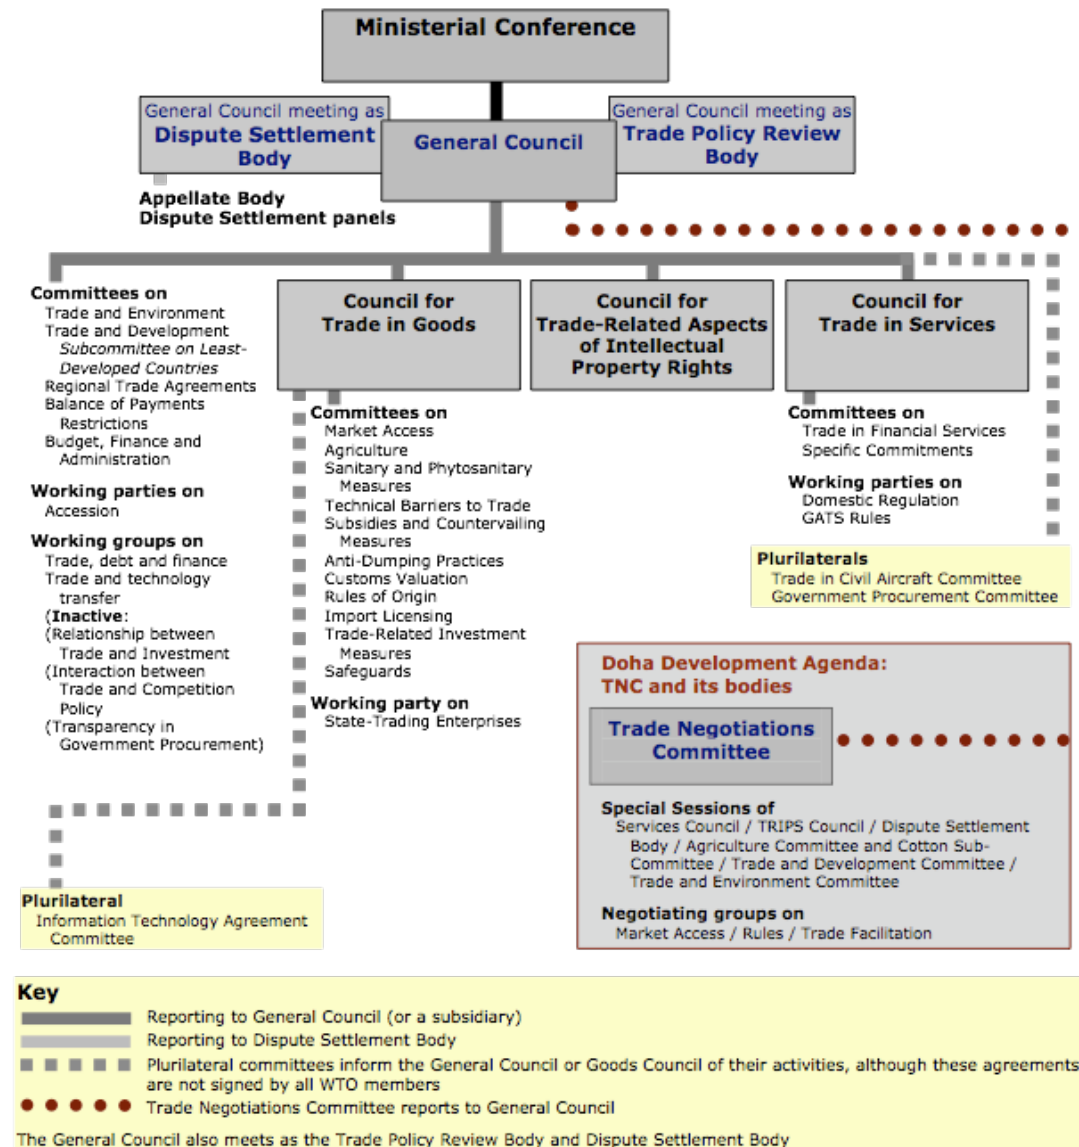 Ministerial Conference
General Council meeting as
Dispute Settlement
Body
General Council
General Council meeting as
Trade Policy Review
Body
Appellate Body
Dispute Settlement panels
Committees on
Trade and Environment
Trade and Development
Subcommittee on Least-
Developed Countries
Regional Trade Agreements
Balance of Payments
Restrictions
Budget, Finance and
Administration
Working parties on
Accession
Working groups on
Trade, debt and finance
Trade and technology
transfer
(Inactive:
(Relationship between
Trade and Investment
(Interaction between
Trade and Competition
Policy
(Transparency in
Government Procurement)
Council for
Trade in Goods
Committees on
Market Access
Agriculture
Sanitary and Phytosanitary
Measures
Technical Barriers to Trade
Subsidies and Countervailing
Measures
Anti-Dumping Practices
Customs Valuation
Rules of Origin
Import Licensing
Trade-Related Investment
Measures
Safeguards
Working party on
State-Trading Enterprises
Council for
Trade-Related Aspects
of Intellectual
Property Rights
Council for
Trade in Services
Committees on
Trade in Financial Services
Specific Commitments
Working parties on
Domestic Regulation
GATS Rules
Plurilaterals
Trade in Civil Aircraft Committee
Government Procurement Committee
Doha Development Agenda:
TNC and its bodies
Trade Negotiations
Committee
Special Sessions of
Services Council / TRIPS Council / Dispute Settlement
Body / Agriculture Committee and Cotton Sub-
Committee / Trade and Development Committee /
Trade and Environment Committee
Negotiating groups on
Market Access / Rules / Trade Facilitation
Plurilateral
Information Technology Agreement
Committee
Key
Reporting to General Council (or a subsidiary)
Reporting to Dispute Settlement Body
Plurilateral committees inform the General Council or Goods Council of their activities, although these agreements
are not signed by all WTO members
Trade Negotiations Committee reports to General Council
The General Council also meets as the Trade Policy Review Body and Dispute Settlement Body